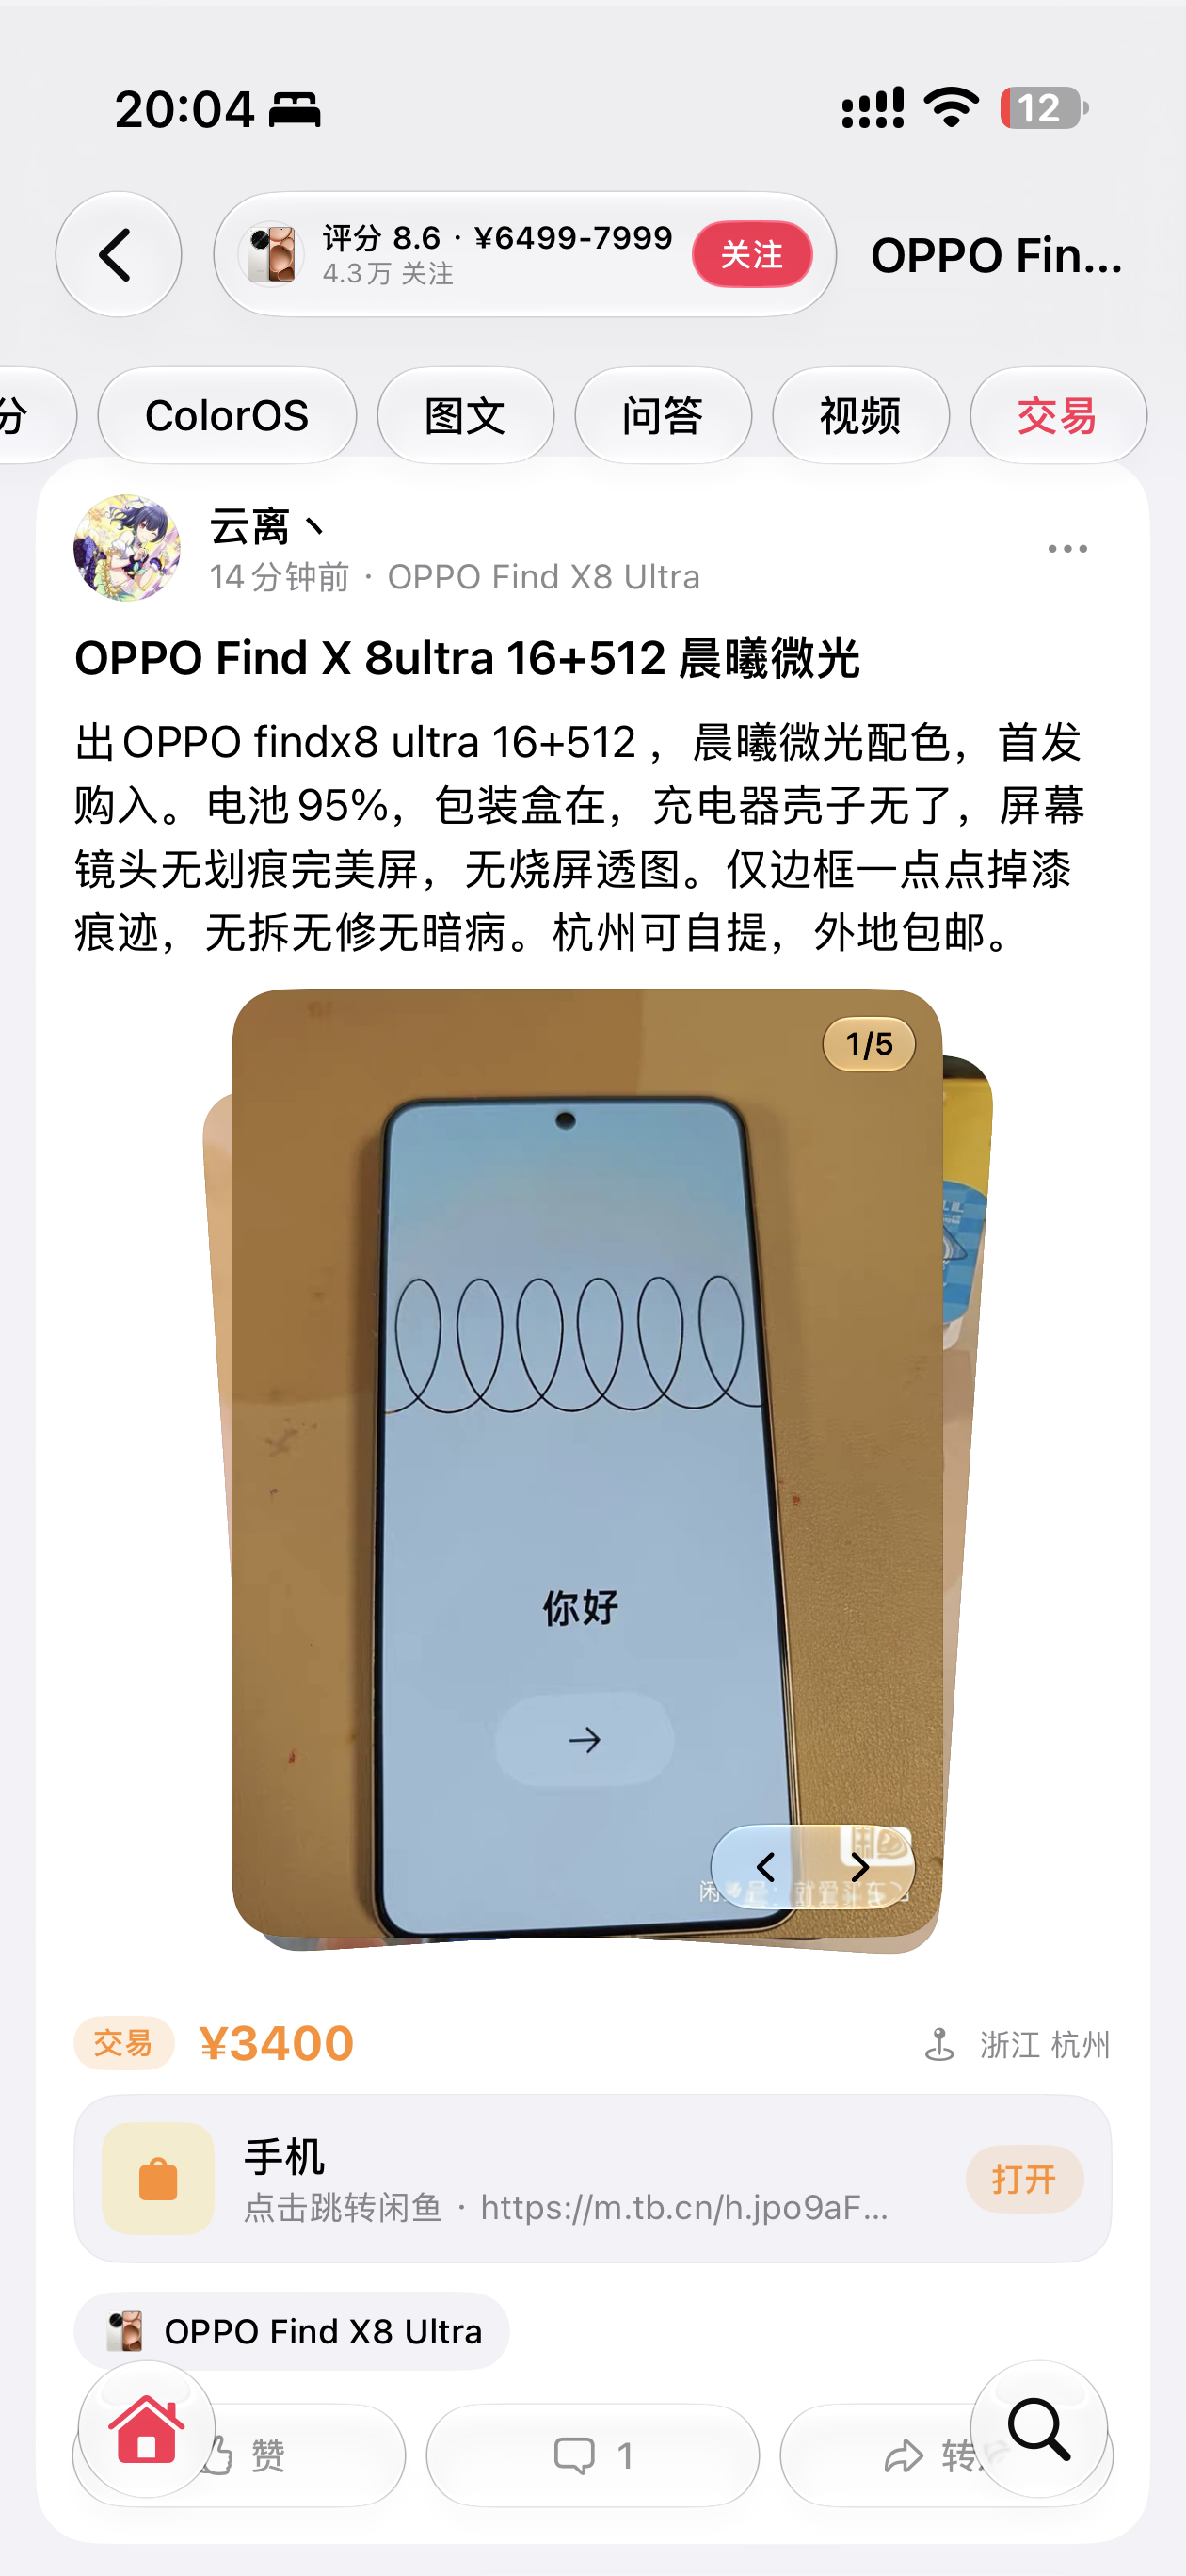 20:04
12
评分 8.6 · ¥6499-7999
4.3万 关注
关注
OPPO Fin...
分
ColorOS
图文
问答
视频
交易
云离丶
14分钟前 · OPPO Find X8 Ultra
OPPO Find X 8ultra 16+512 晨曦微光
出OPPO findx8 ultra 16+512 ，晨曦微光配色，首发
购入。电池95%，包装盒在，充电器壳子无了，屏幕
镜头无划痕完美屏，无烧屏透图。仅边框一点点掉漆
痕迹，无拆无修无暗病。杭州可自提，外地包邮。
1/5
你好
闲
交易
¥3400
浙江 杭州
手机
点击跳转闲鱼 · https://m.tb.cn/h.jpo9aF...
打开
OPPO Find X8 Ultra
赞
1
转